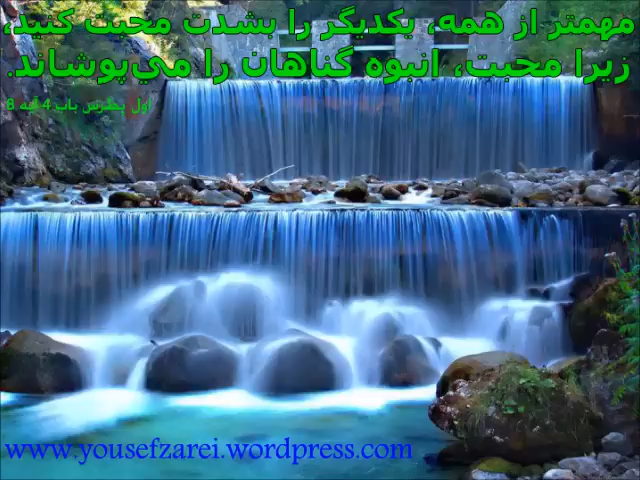 مهمتر از همه، یکدیگر را بشدت محبت کنید،
زیرا محبت، انبوه گناهان را می‌پوشاند.
اول پطرس باب 4 آیه 8
www.yousefzarei.wordpress.com